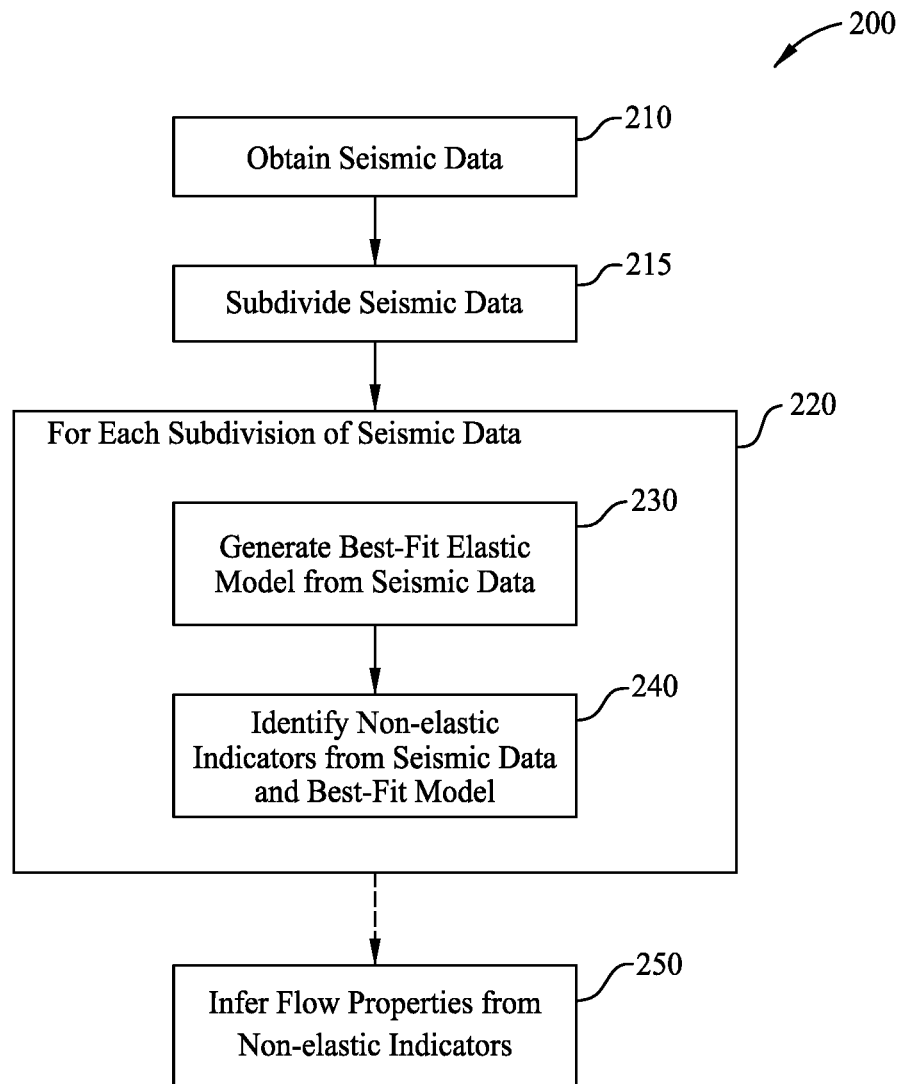 200
210
Obtain Seismic Data
215
Subdivide Seismic Data
220
For Each Subdivision of Seismic Data
230
Generate Best-Fit Elastic
Model from Seismic Data
240
Identify Non-elastic
Indicators from Seismic Data
and Best-Fit Model
250
Infer Flow Properties from
Non-elastic Indicators